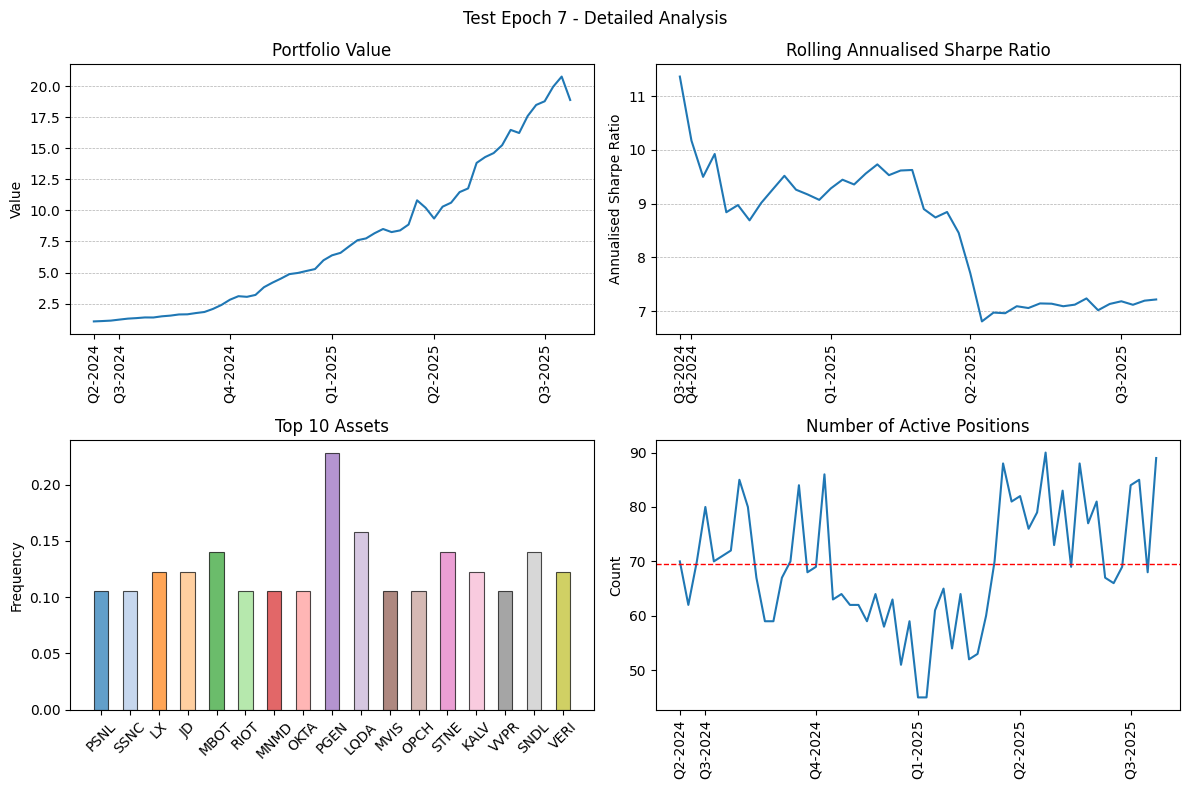 Test Epoch 7 - Detailed Analysis
Portfolio Value
Value
20.0
17.5
15.0
12.5
10.0
7.5
5.0
2.5
Q2-2024
Q3-2024
Q4-2024
Q1-2025
Q2-2025
Q3-2025
Rolling Annualised Sharpe Ratio
Annualised Sharpe Ratio
11
10
9
8
7
Q3-2024
Q4-2024
Q1-2025
Q2-2025
Q3-2025
Top 10 Assets
Frequency
0.20
0.15
0.10
0.05
0.00
PSNL
SSNC
LX
JD
MBOT
RIOT
MNMD
OKTA
PGEN
LQDA
MVIS
OPCH
STNE
KALV
VVPR
SNDL
VERI
Number of Active Positions
Count
90
80
70
60
50
Q2-2024
Q3-2024
Q4-2024
Q1-2025
Q2-2025
Q3-2025